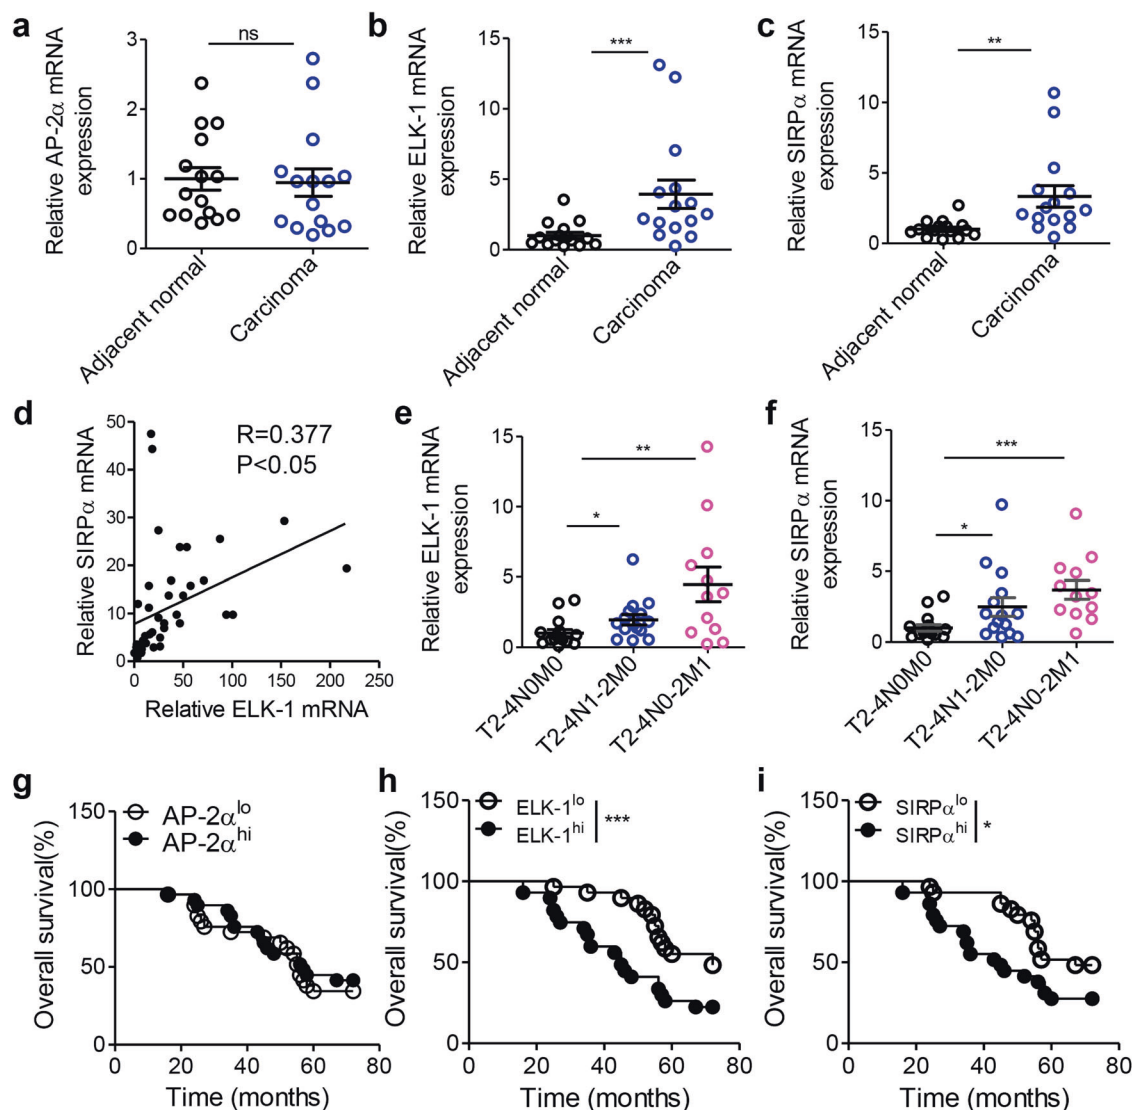 a
Relative AP-2α mRNA
expression
3
2
1
0
ns
Adjacent normal
Carcinoma
b
Relative ELK-1 mRNA
expression
15
10
5
0
***
Adjacent normal
Carcinoma
c
Relative SIRPα mRNA
expression
15
10
5
0
**
Adjacent normal
Carcinoma
d
Relative SIRPα mRNA
50
40
30
20
10
0
R=0.377
P<0.05
0 50 100 150 200 250
Relative ELK-1 mRNA
e
Relative ELK-1 mRNA
expression
15
10
5
0
**
*
T2-4N0M0
T2-4N1-2M0
T2-4N0-2M1
f
Relative SIRPα mRNA
expression
15
10
5
0
***
*
T2-4N0M0
T2-4N1-2M0
T2-4N0-2M1
g
Overall survival(%)
150
100
50
0
AP-2αlo
AP-2αhi
0 20 40 60 80
Time (months)
h
Overall survival(%)
150
100
50
0
ELK-1lo
ELK-1hi
***
0 20 40 60 80
Time (months)
i
Overall survival(%)
150
100
50
0
SIRPαlo
SIRPαhi
*
0 20 40 60 80
Time (months)